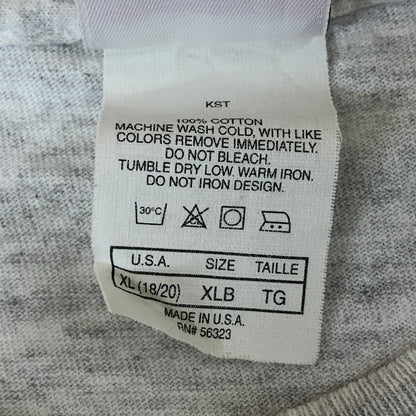 KST
100% COTTON
MACHINE WASH COLD, WITH LIKE
COLORS REMOVE IMMEDIATELY.
DO NOT BLEACH.
TUMBLE DRY LOW. WARM IRON.
DO NOT IRON DESIGN.
30°C
U.S.A. SIZE TAILLE
XL (18/20) XLB TG
MADE IN U.S.A.
RN# 56323